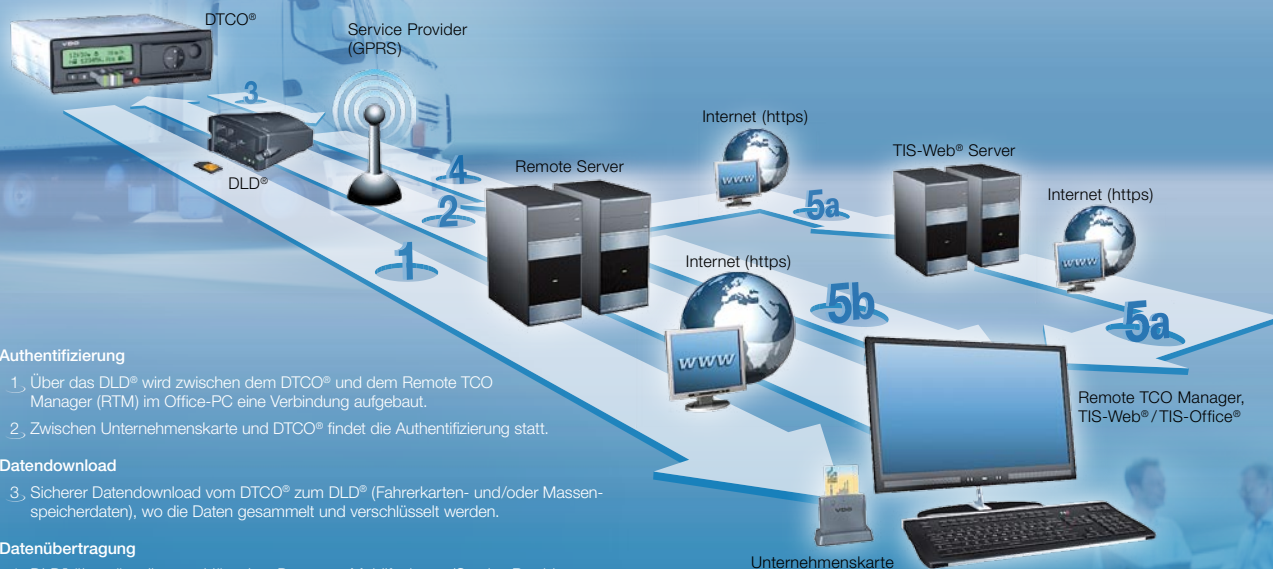 DTCO®
Service Provider
(GPRS)
3
DLD®
4
2
1
Remote Server
Internet (https)
5a
TIS-Web® Server
Internet (https)
Internet (https)
www
www
www
5b
5a
Remote TCO Manager,
TIS-Web®/TIS-Office®
VDO
VDO
Unternehmenskarte
Authentifizierung
1, Über das DLD® wird zwischen dem DTCO® und dem Remote TCO
Manager (RTM) im Office-PC eine Verbindung aufgebaut.
2, Zwischen Unternehmenskarte und DTCO® findet die Authentifizierung statt.
Datendownload
3, Sicherer Datendownload vom DTCO® zum DLD® (Fahrerkarten- und/oder Massen-
speicherdaten), wo die Daten gesammelt und verschlüsselt werden.
Datenübertragung